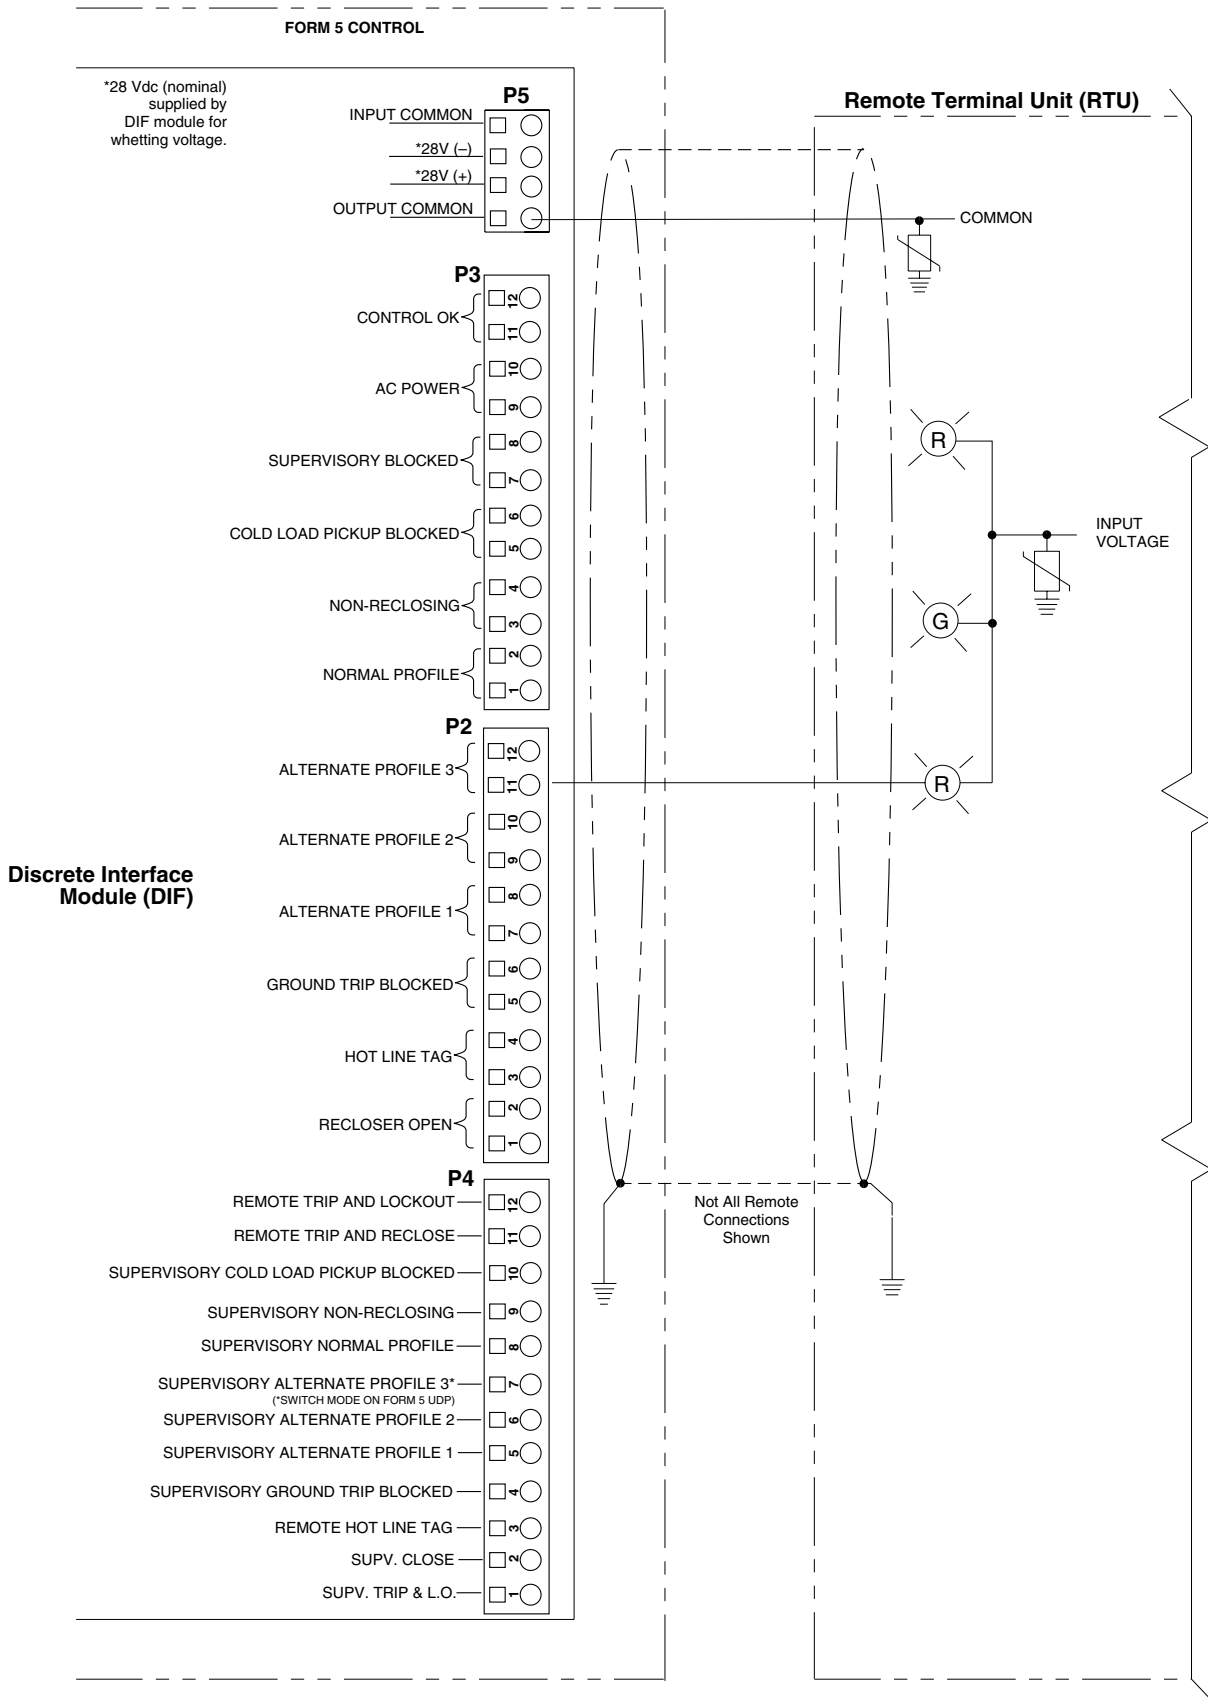 FORM 5 CONTROL
*28 Vdc (nominal)
supplied by
DIF module for
whetting voltage.
P5
INPUT COMMON
*28V (–)
*28V (+)
OUTPUT COMMON
Remote Terminal Unit (RTU)
COMMON
P3
12
CONTROL OK
11
10
AC POWER
9
8
SUPERVISORY BLOCKED
7
6
COLD LOAD PICKUP BLOCKED
5
4
NON-RECLOSING
3
2
NORMAL PROFILE
1
R
INPUT
VOLTAGE
G
R
P2
12
ALTERNATE PROFILE 3
11
10
ALTERNATE PROFILE 2
9
8
ALTERNATE PROFILE 1
7
6
GROUND TRIP BLOCKED
5
4
HOT LINE TAG
3
2
RECLOSER OPEN
1
Discrete Interface
Module (DIF)
P4
REMOTE TRIP AND LOCKOUT 12
REMOTE TRIP AND RECLOSE 11
SUPERVISORY COLD LOAD PICKUP BLOCKED 10
SUPERVISORY NON-RECLOSING 9
SUPERVISORY NORMAL PROFILE 8
SUPERVISORY ALTERNATE PROFILE 3* 7
(*SWITCH MODE ON FORM 5 UDP)
SUPERVISORY ALTERNATE PROFILE 2 6
SUPERVISORY ALTERNATE PROFILE 1 5
SUPERVISORY GROUND TRIP BLOCKED 4
REMOTE HOT LINE TAG 3
SUPV. CLOSE 2
SUPV. TRIP & L.O. 1
Not All Remote
Connections
Shown